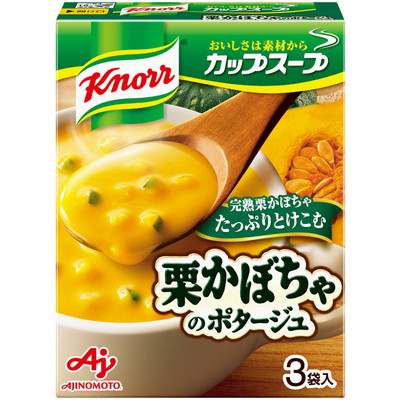 おいしさは素材から
カップスープ
Knorr
完熟栗かぼちゃ
たっぷりとけこむ
栗かぼちゃ
のポタージュ
Aj
AJINOMOTO
3袋入